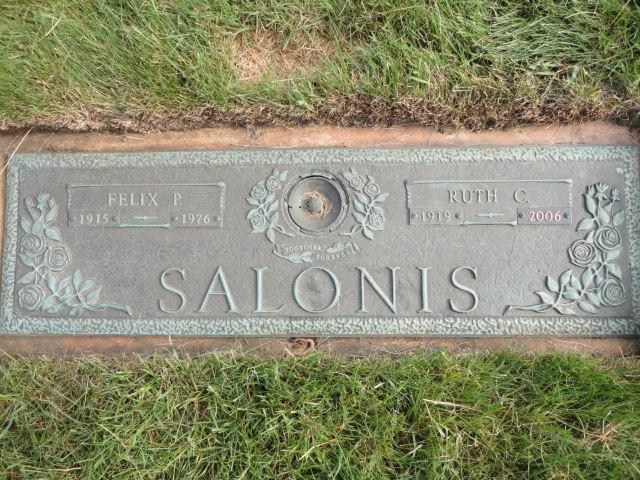 FELIX P.
1915 1976
RUTH C.
1919 2006
TOGETHER
FOREVER
SALONIS